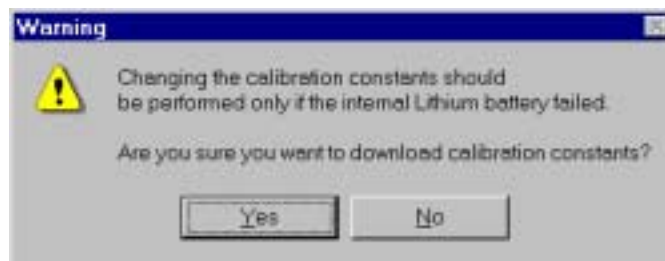 Warning
Changing the calibration constants should
be performed only if the internal Lithium battery failed.
Are you sure you want to download calibration constants?
Yes
No